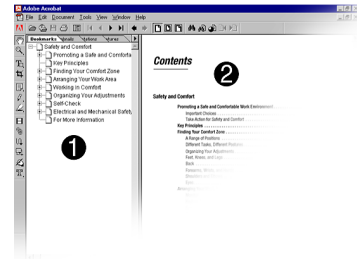 Adobe Acrobat
File Edit Document Tools View Window Help
Bookmarks
Safety and Comfort
Promoting a Safe and Comforta
Key Principles
Finding Your Comfort Zone
Arranging Your Work Area
Working in Comfort
Organizing Your Adjustments
Self-Check
Electrical and Mechanical Safety
For More Information
1
Contents
2
Safety and Comfort
Promoting a Safe and Comfortable Work Environment
Important Choices
Take Action for Safety and Comfort
Key Principles
Finding Your Comfort Zone
A Range of Positions
Different Tasks, Different Positions
Organizing Your Adjustments
Feet, Knees, and Legs
Back